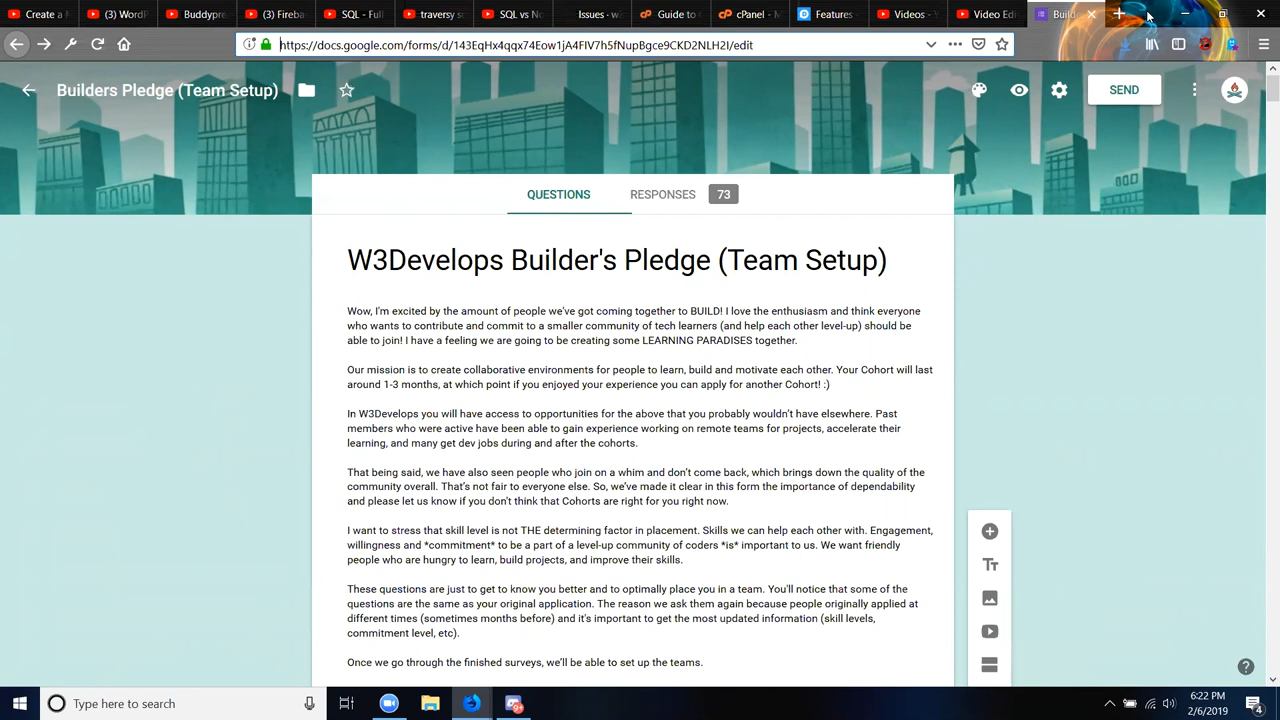 Create a J
(3) WordP
Buddypre
(3) Fireba
SQL - Full
traversy s
SQL vs No
Issues - w
Guide to
cPanel - M
Features
Videos - Y
Video Edi
Builde
https://docs.google.com/forms/d/143EqHx4qqx74Eow1jA4FIV7h5fNupBgce9CKD2NLH2I/edit
Builders Pledge (Team Setup)
SEND
QUESTIONS
RESPONSES 73
W3Develops Builder's Pledge (Team Setup)
Wow, I'm excited by the amount of people we've got coming together to BUILD! I love the enthusiasm and think everyone
who wants to contribute and commit to a smaller community of tech learners (and help each other level-up) should be
able to join! I have a feeling we are going to be creating some LEARNING PARADISES together.
Our mission is to create collaborative environments for people to learn, build and motivate each other. Your Cohort will last
around 1-3 months, at which point if you enjoyed your experience you can apply for another Cohort! :)
In W3Develops you will have access to opportunities for the above that you probably wouldn't have elsewhere. Past
members who were active have been able to gain experience working on remote teams for projects, accelerate their
learning, and many get dev jobs during and after the cohorts.
That being said, we have also seen people who join on a whim and don't come back, which brings down the quality of the
community overall. That's not fair to everyone else. So, we've made it clear in this form the importance of dependability
and please let us know if you don't think that Cohorts are right for you right now.
I want to stress that skill level is not THE determining factor in placement. Skills we can help each other with. Engagement,
willingness and *commitment* to be a part of a level-up community of coders *is* important to us. We want friendly
people who are hungry to learn, build projects, and improve their skills.
These questions are just to get to know you better and to optimally place you in a team. You'll notice that some of the
questions are the same as your original application. The reason we ask them again because people originally applied at
different times (sometimes months before) and it's important to get the most updated information (skill levels,
commitment level, etc).
Once we go through the finished surveys, we'll be able to set up the teams.
Tт
Type here to search
6:22 PM
2/6/2019
4